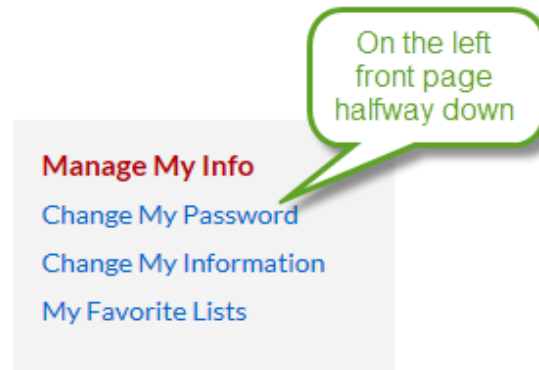 On the left
front page
halfway down
Manage My Info
Change My Password
Change My Information
My Favorite Lists